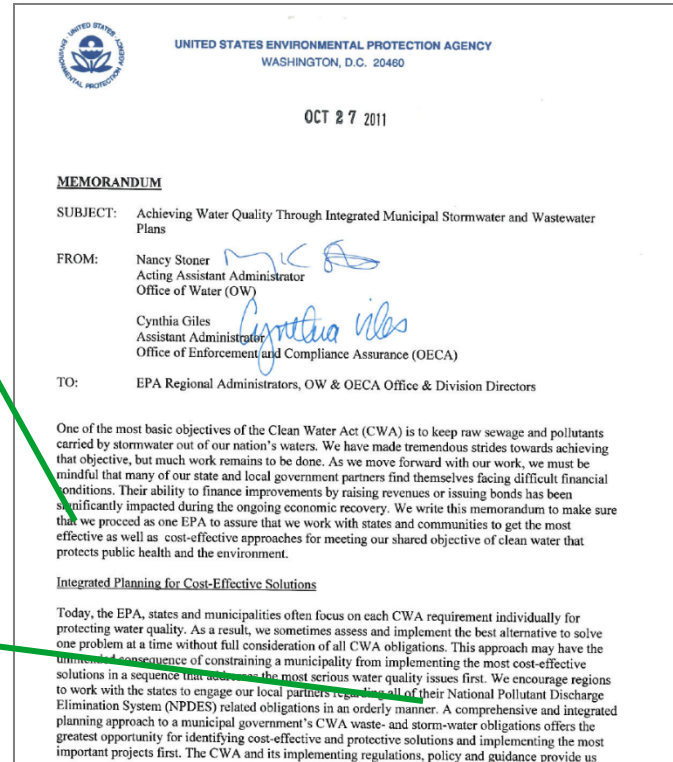 UNITED STATES
ENVIRONMENTAL PROTECTION AGENCY
UNITED STATES ENVIRONMENTAL PROTECTION AGENCY
WASHINGTON, D.C. 20460
OCT 27 2011
MEMORANDUM
SUBJECT: Achieving Water Quality Through Integrated Municipal Stormwater and Wastewater
Plans
FROM: Nancy Stoner
Acting Assistant Administrator
Office of Water (OW)
Cynthia Giles
Cynthia Giles
Assistant Administrator
Office of Enforcement and Compliance Assurance (OECA)
TO: EPA Regional Administrators, OW & OECA Office & Division Directors
One of the most basic objectives of the Clean Water Act (CWA) is to keep raw sewage and pollutants
carried by stormwater out of our nation's waters. We have made tremendous strides towards achieving
that objective, but much work remains to be done. As we move forward with our work, we must be
mindful that many of our state and local government partners find themselves facing difficult financial
conditions. Their ability to finance improvements by raising revenues or issuing bonds has been
significantly impacted during the ongoing economic recovery. We write this memorandum to make sure
that we proceed as one EPA to assure that we work with states and communities to get the most
effective as well as cost-effective approaches for meeting our shared objective of clean water that
protects public health and the environment.
Integrated Planning for Cost-Effective Solutions
Today, the EPA, states and municipalities often focus on each CWA requirement individually for
protecting water quality. As a result, we sometimes assess and implement the best alternative to solve
one problem at a time without full consideration of all CWA obligations. This approach may have the
unintended consequence of constraining a municipality from implementing the most cost-effective
solutions in a sequence that addresses the most serious water quality issues first. We encourage regions
to work with the states to engage our local partners regarding all of their National Pollutant Discharge
Elimination System (NPDES) related obligations in an orderly manner. A comprehensive and integrated
planning approach to a municipal government's CWA waste- and storm-water obligations offers the
greatest opportunity for identifying cost-effective and protective solutions and implementing the most
important projects first. The CWA and its implementing regulations, policy and guidance provide us